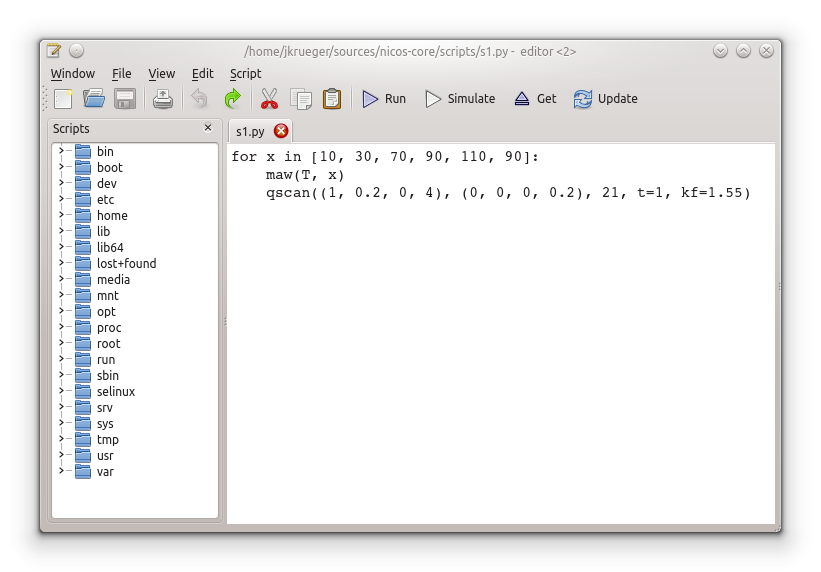 /home/jkrueger/sources/nicos-core/scripts/s1.py - editor <2>
Window File View Edit Script
Run Simulate Get Update
Scripts
bin
boot
dev
etc
home
lib
lib64
lost+found
media
mnt
opt
proc
root
run
sbin
selinux
srv
sys
tmp
usr
var
s1.py
for x in [10, 30, 70, 90, 110, 90]:
    maw(T, x)
    qscan((1, 0.2, 0, 4), (0, 0, 0, 0.2), 21, t=1, kf=1.55)